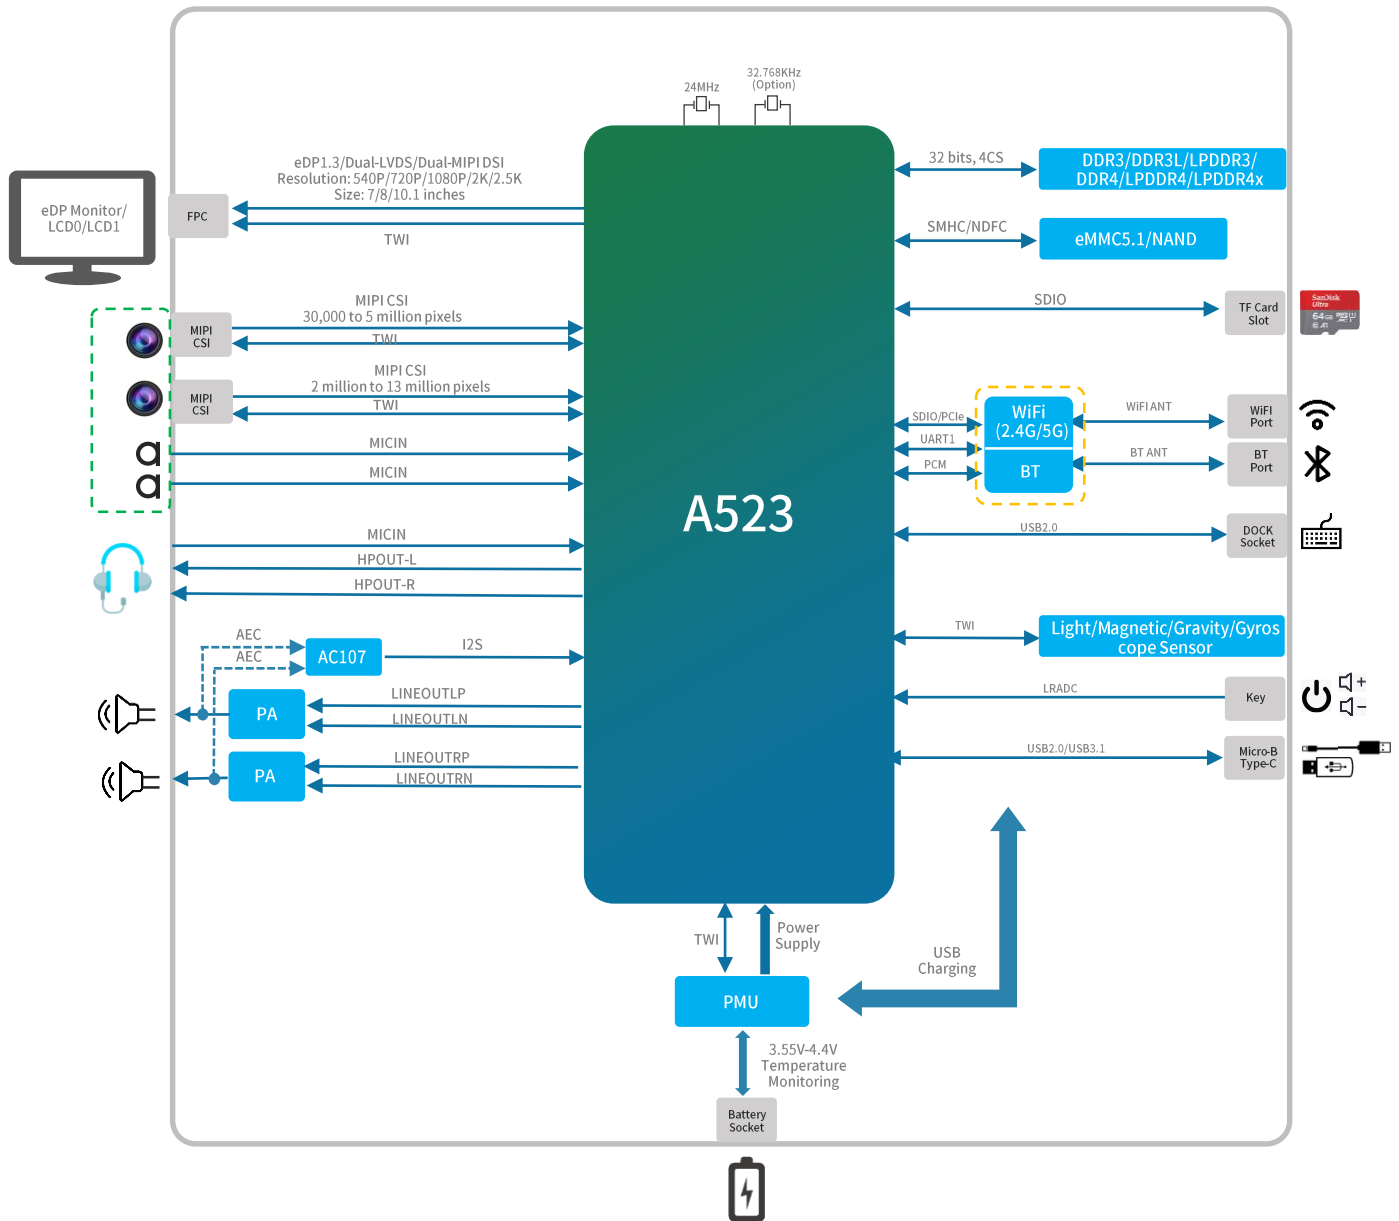 24MHz
32.768KHz
(Option)
eDP1.3/Dual-LVDS/Dual-MIPI DSI
Resolution: 540P/720P/1080P/2K/2.5K
Size: 7/8/10.1 inches
eDP Monitor/
LCD0/LCD1
FPC
TWI
MIPI CSI
30,000 to 5 million pixels
MIPI
CSI
TWI
MIPI CSI
2 million to 13 million pixels
MIPI
CSI
TWI
MICIN
MICIN
MICIN
HPOUT-L
HPOUT-R
AEC
AEC
AC107
I2S
PA
LINEOUTLP
LINEOUTLN
PA
LINEOUTRP
LINEOUTRN
A523
32 bits, 4CS
DDR3/DDR3L/LPDDR3/
DDR4/LPDDR4/LPDDR4x
SMHC/NDFC
eMMC5.1/NAND
SDIO
TF Card
Slot
SanDisk
Ultra
64GB
A1
SDIO/PCIe
UART1
PCM
WiFi
(2.4G/5G)
BT
WiFI ANT
WiFI
Port
BT ANT
BT
Port
USB2.0
DOCK
Socket
TWI
Light/Magnetic/Gravity/Gyros
cope Sensor
LRADC
Key
USB2.0/USB3.1
Micro-B
Type-C
TWI
Power
Supply
USB
Charging
PMU
3.55V-4.4V
Temperature
Monitoring
Battery
Socket